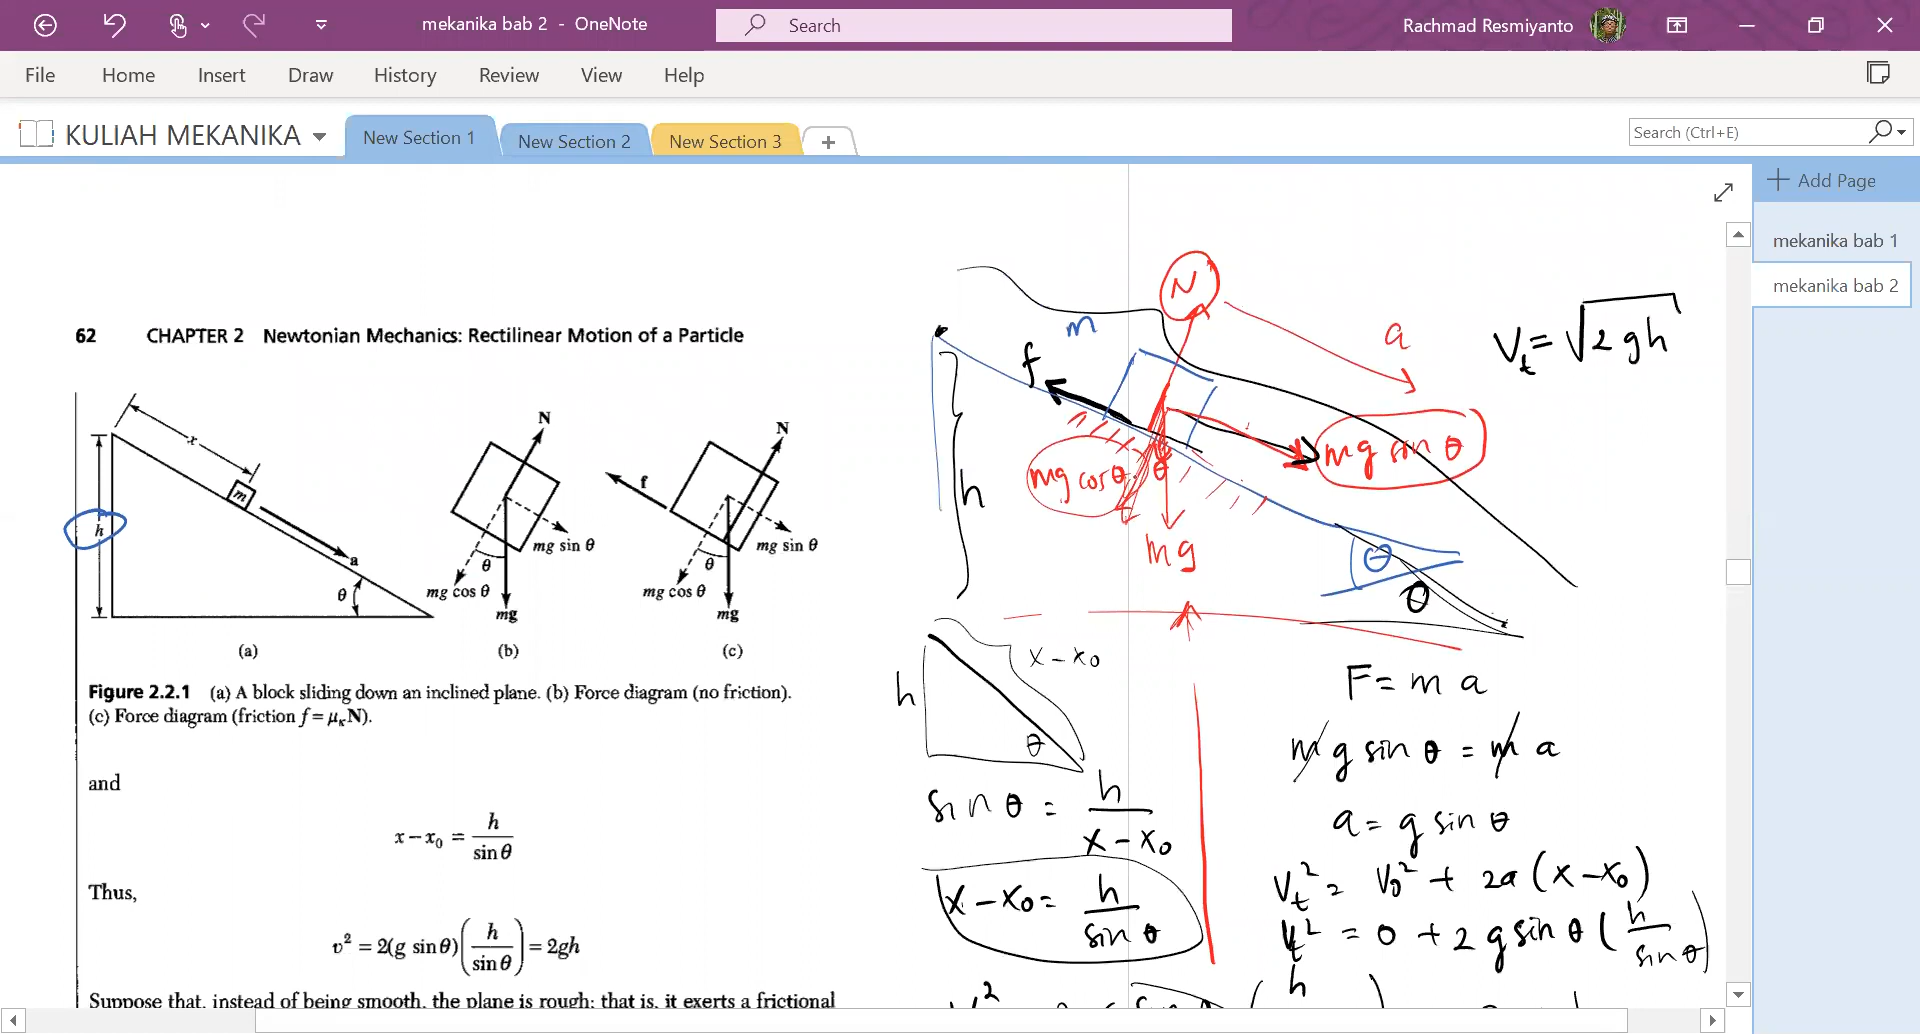 mekanika bab 2 - OneNote
Search
Rachmad Resmiyanto
File Home Insert Draw History Review View Help
KULIAH MEKANIKA
New Section 1
New Section 2
New Section 3
+
Search (Ctrl+E)
Add Page
mekanika bab 1
mekanika bab 2
62 CHAPTER 2 Newtonian Mechanics: Rectilinear Motion of a Particle
x
m
h
a
θ
(a)
N
mg sin θ
θ
mg cos θ
mg
(b)
N
f
mg sin θ
θ
mg cos θ
mg
(c)
Figure 2.2.1 (a) A block sliding down an inclined plane. (b) Force diagram (no friction).
(c) Force diagram (friction f = μₖN).
and
x − x₀ = h / sin θ
Thus,
v² = 2(g sin θ)(h / sin θ) = 2gh
Suppose that, instead of being smooth, the plane is rough; that is, it exerts a frictional
N
m
a
f
mg sin θ
mg cos θ
θ
h
mg
θ
θ
V_t = √2gh
x − x₀
h
θ
sin θ = h / x − x₀
x − x₀ = h / sin θ
F = m a
m g sin θ = m a
a = g sin θ
V_t² = V₀² + 2a (x − x₀)
V_t² = 0 + 2 g sin θ (h / sin θ)
h